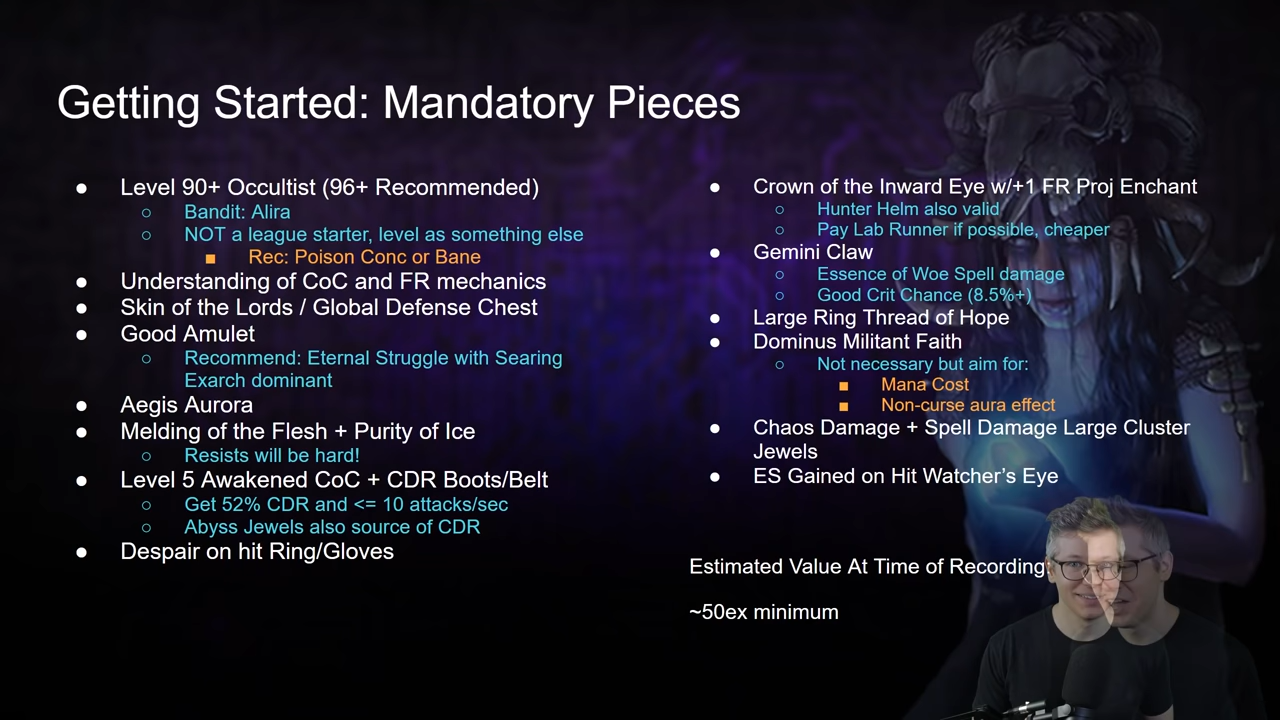 Getting Started: Mandatory Pieces
● Level 90+ Occultist (96+ Recommended)
○ Bandit: Alira
○ NOT a league starter, level as something else
■ Rec: Poison Conc or Bane
● Understanding of CoC and FR mechanics
● Skin of the Lords / Global Defense Chest
● Good Amulet
○ Recommend: Eternal Struggle with Searing
Exarch dominant
● Aegis Aurora
● Melding of the Flesh + Purity of Ice
○ Resists will be hard!
● Level 5 Awakened CoC + CDR Boots/Belt
○ Get 52% CDR and <= 10 attacks/sec
○ Abyss Jewels also source of CDR
● Despair on hit Ring/Gloves
● Crown of the Inward Eye w/+1 FR Proj Enchant
○ Hunter Helm also valid
○ Pay Lab Runner if possible, cheaper
● Gemini Claw
○ Essence of Woe Spell damage
○ Good Crit Chance (8.5%+)
● Large Ring Thread of Hope
● Dominus Militant Faith
○ Not necessary but aim for:
■ Mana Cost
■ Non-curse aura effect
● Chaos Damage + Spell Damage Large Cluster
Jewels
● ES Gained on Hit Watcher's Eye
Estimated Value At Time of Recording:
~50ex minimum